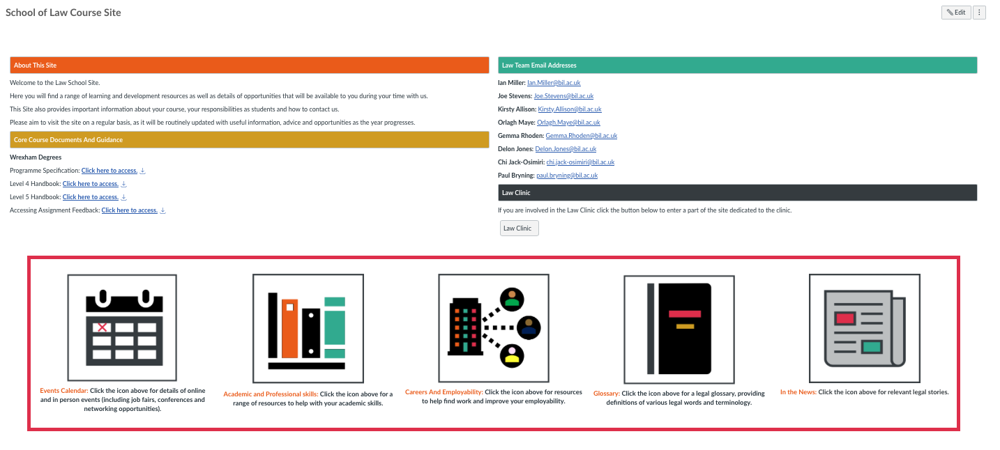 School of Law Course Site
Edit
About This Site
Welcome to the Law School Site.
Here you will find a range of learning and development resources as well as details of opportunities that will be available to you during your time with us.
This Site also provides important information about your course, your responsibilities as students and how to contact us.
Please aim to visit the site on a regular basis, as it will be routinely updated with useful information, advice and opportunities as the year progresses.
Core Course Documents And Guidance
Wrexham Degrees
Programme Specification: Click here to access.
Level 4 Handbook: Click here to access.
Level 5 Handbook: Click here to access.
Accessing Assignment Feedback: Click here to access.
Law Team Email Addresses
Ian Miller: Ian.Miller@bil.ac.uk
Joe Stevens: Joe.Stevens@bil.ac.uk
Kirsty Allison: Kirsty.Allison@bil.ac.uk
Orlagh Maye: Orlagh.Maye@bil.ac.uk
Gemma Rhoden: Gemma.Rhoden@bil.ac.uk
Delon Jones: Delon.Jones@bil.ac.uk
Chi Jack-Osimiri: chi.jack-osimiri@bil.ac.uk
Paul Bryning: paul.bryning@bil.ac.uk
Law Clinic
If you are involved in the Law Clinic click the button below to enter a part of the site dedicated to the clinic.
Law Clinic
Events Calendar: Click the icon above for details of online
and in person events (including job fairs, conferences and
networking opportunities).
Academic and Professional skills: Click the icon above for a
range of resources to help with your academic skills.
Careers And Employability: Click the icon above for resources
to help find work and improve your employability.
Glossary: Click the icon above for a legal glossary, providing
definitions of various legal words and terminology.
In the News: Click the icon above for relevant legal stories.